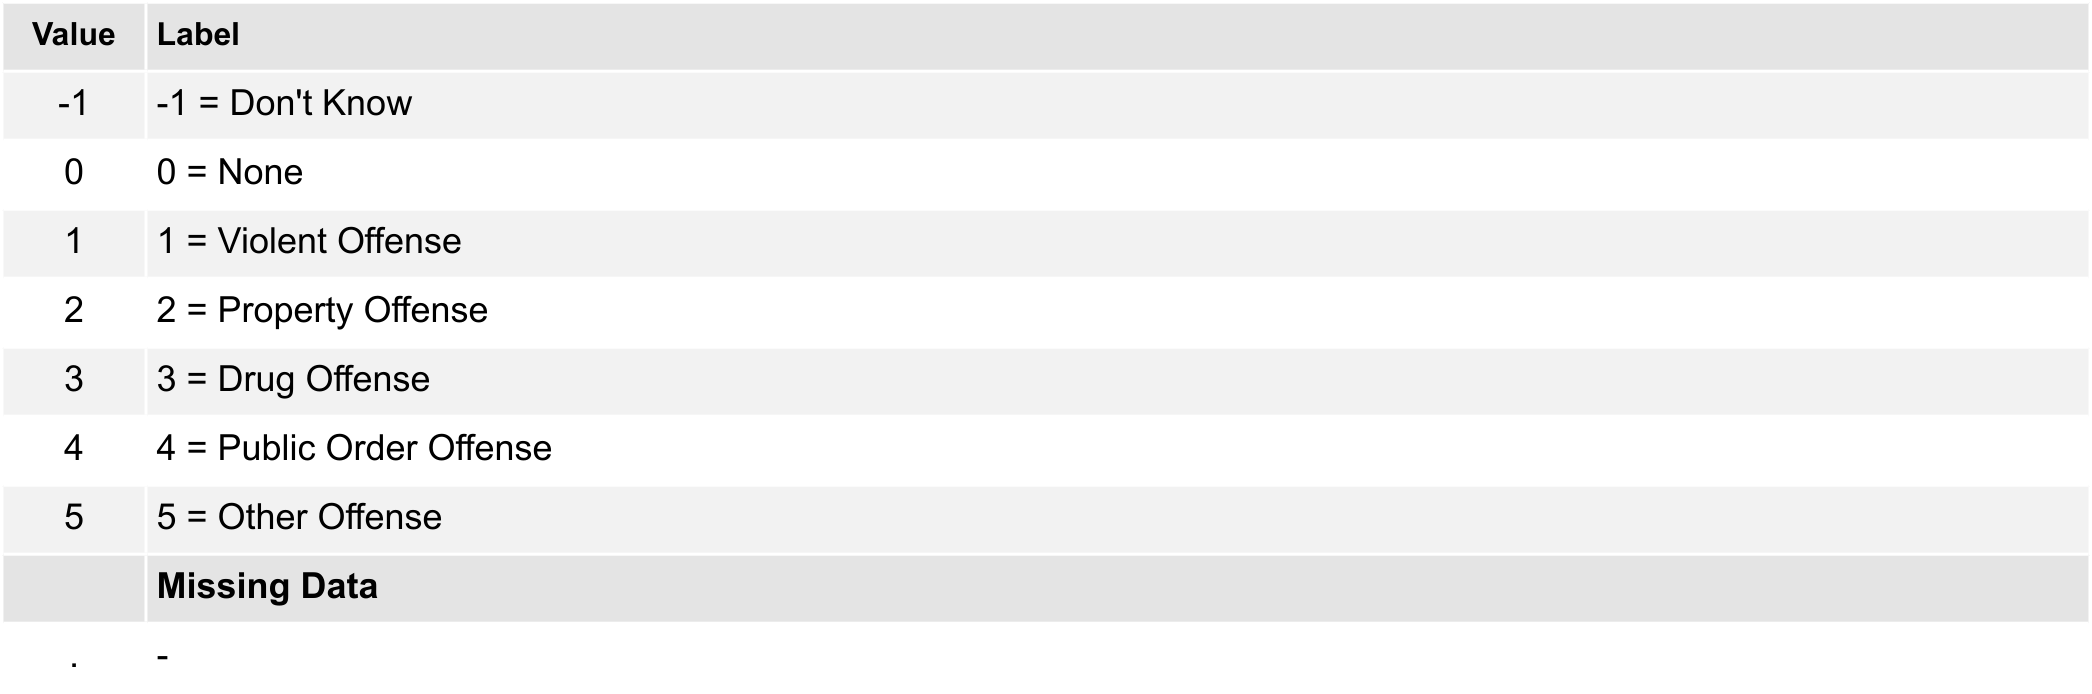 Value Label
-1 -1 = Don't Know
0 0 = None
1 1 = Violent Offense
2 2 = Property Offense
3 3 = Drug Offense
4 4 = Public Order Offense
5 5 = Other Offense
Missing Data
. -